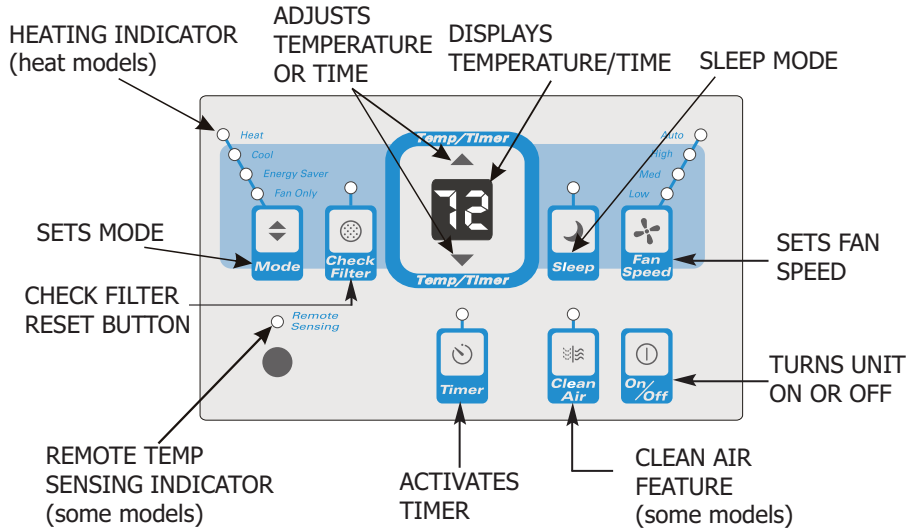 HEATING INDICATOR
(heat models)
ADJUSTS
TEMPERATURE
OR TIME
DISPLAYS
TEMPERATURE/TIME
SLEEP MODE
Heat
Cool
Energy Saver
Fan Only
Temp/Timer
72
Temp/Timer
Auto
High
Med
Low
Mode
Check
Filter
Sleep
Fan
Speed
SETS MODE
CHECK FILTER
RESET BUTTON
SETS FAN
SPEED
Remote
Sensing
Timer
Clean
Air
On/Off
TURNS UNIT
ON OR OFF
REMOTE TEMP
SENSING INDICATOR
(some models)
ACTIVATES
TIMER
CLEAN AIR
FEATURE
(some models)